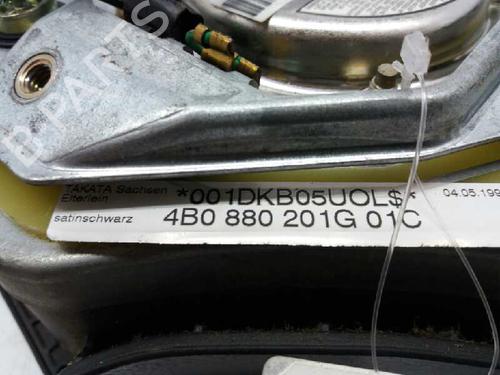 TAKATA Sachsen
Elterlein
*001DKB05UOL$*
04.05.199
satinschwarz
4B0 880 201G 01C
B-PARTS